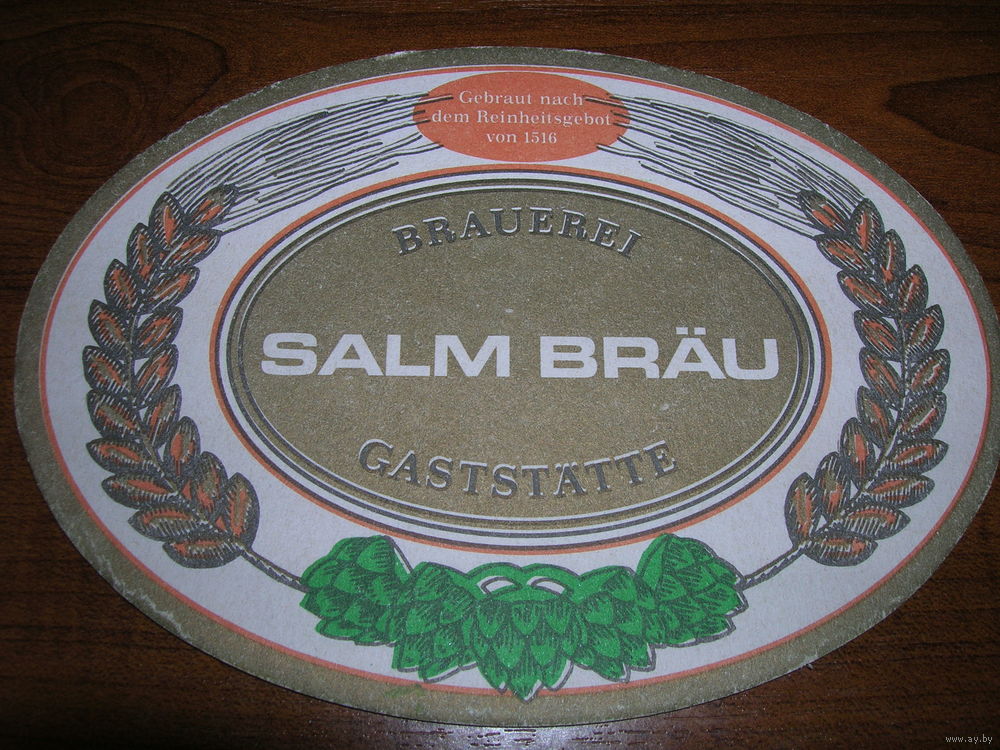 Gebraut nach
dem Reinheitsgebot
von 1516
BRAUEREI
SALM BRÄU
GASTSTÄTTE
www.ay.by